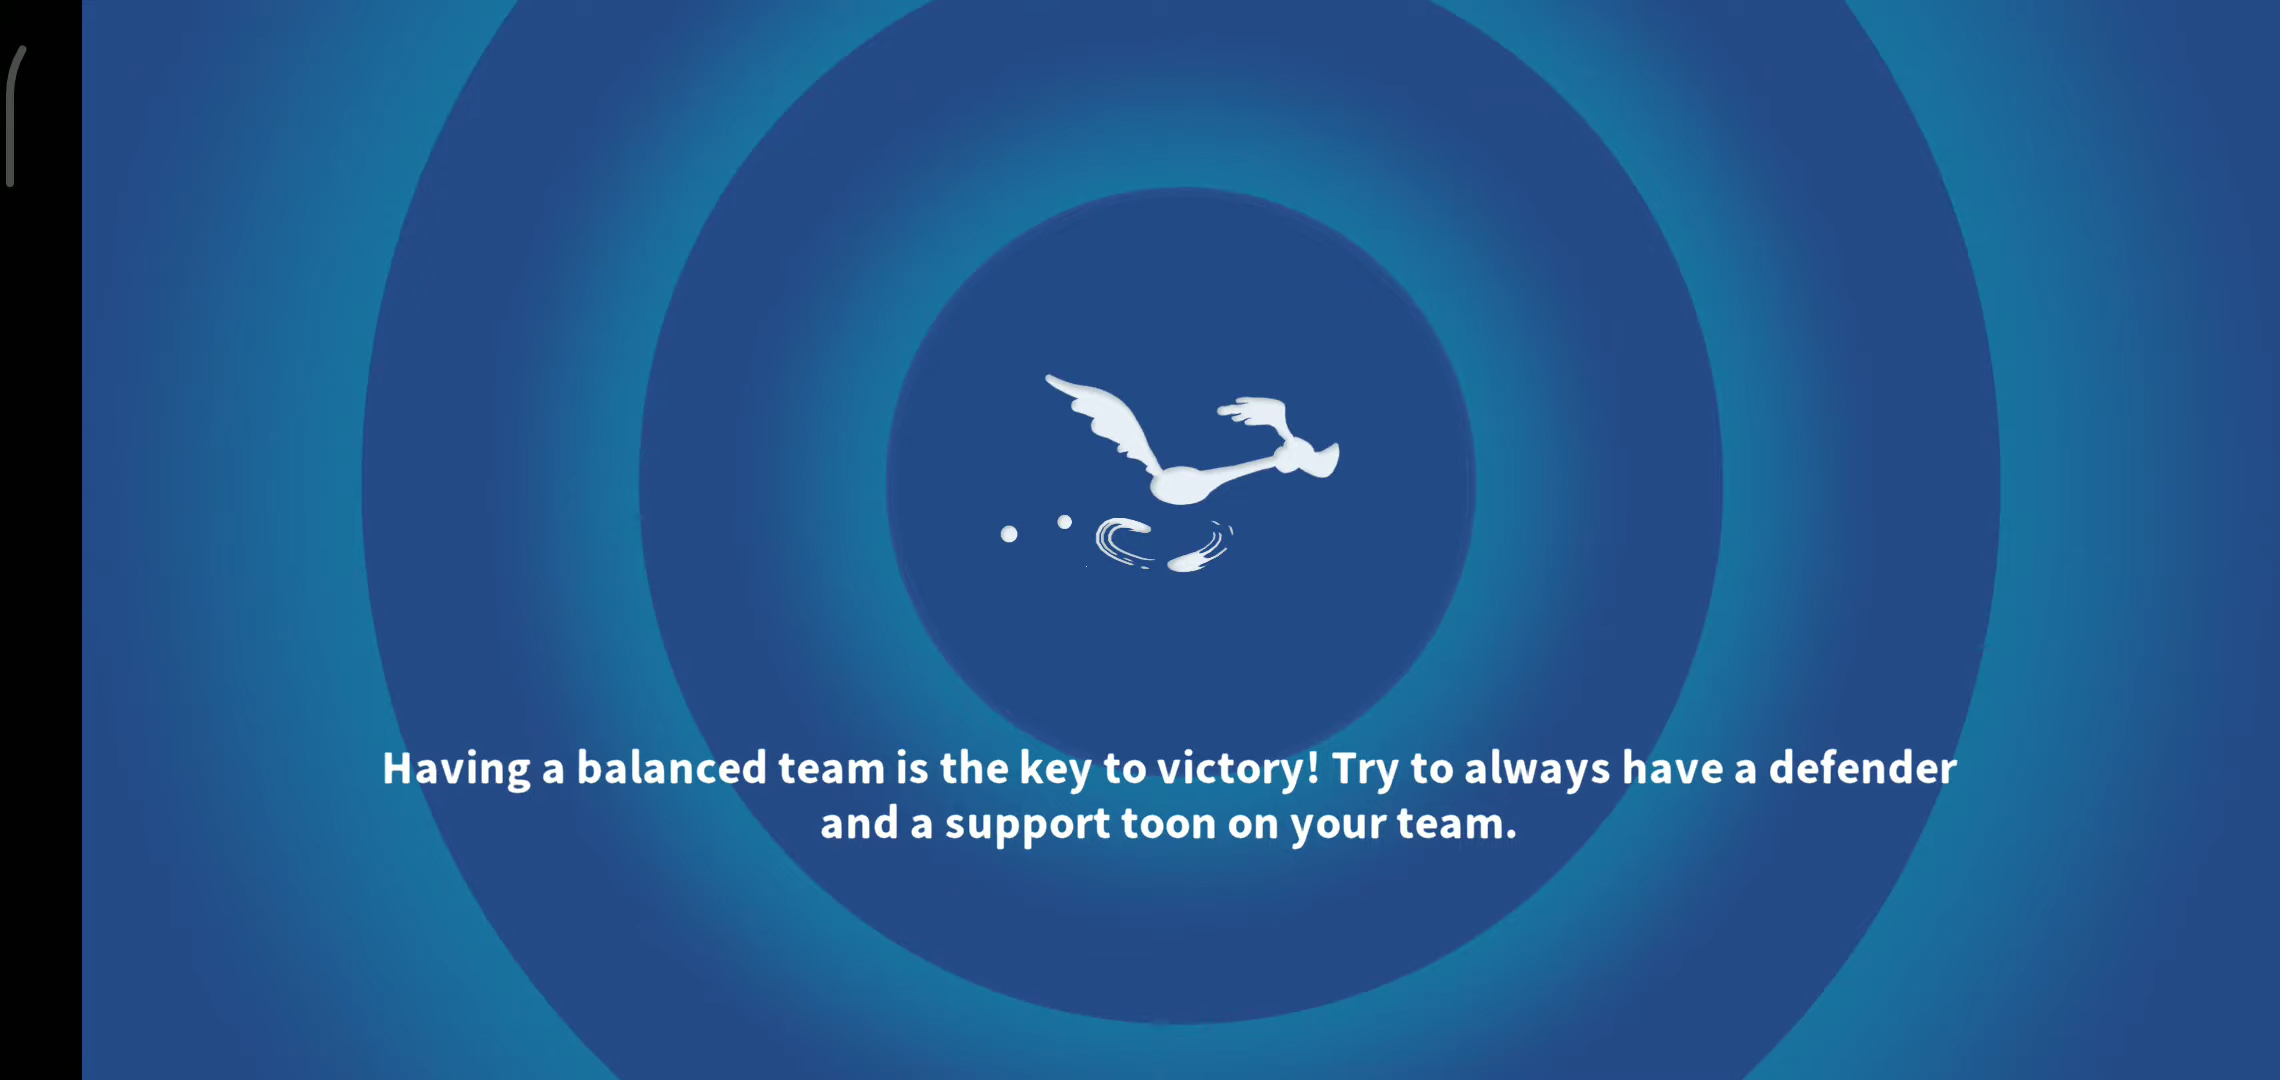 Having a balanced team is the key to victory! Try to always have a defender
and a support toon on your team.